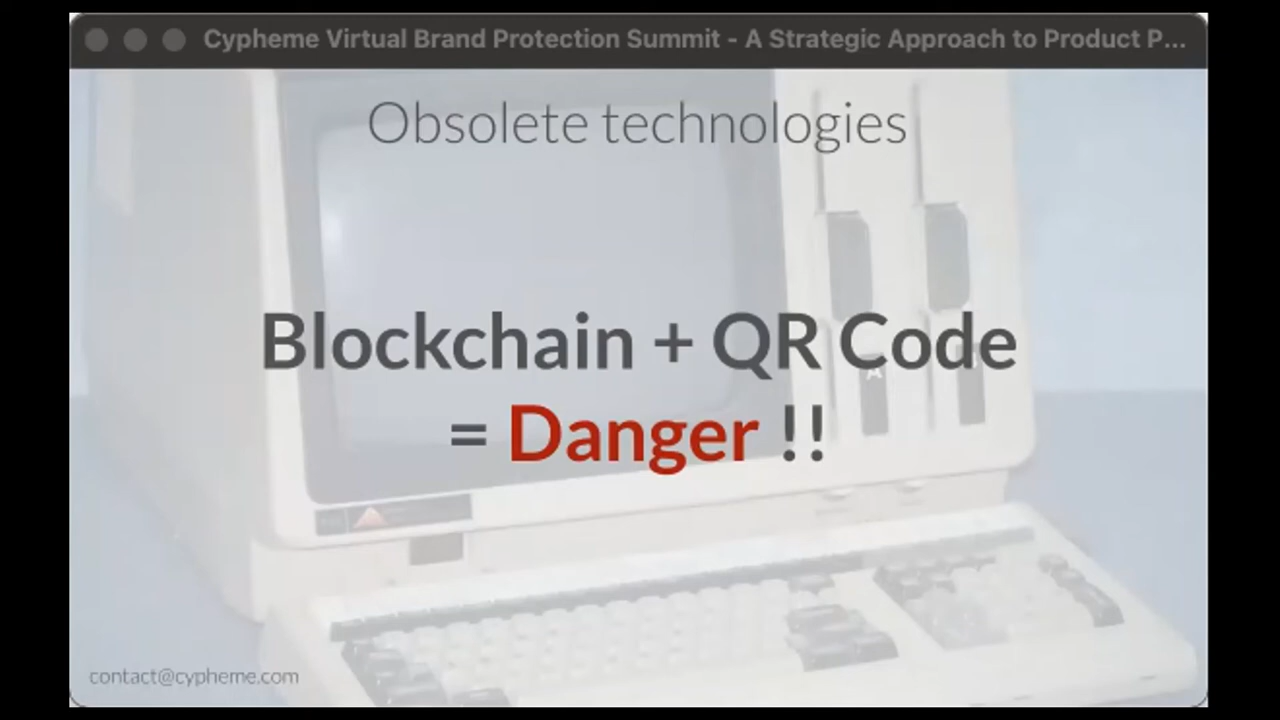 Cypheme Virtual Brand Protection Summit - A Strategic Approach to Product P...
Obsolete technologies
Blockchain + QR Code
= Danger !!
contact@cypheme.com